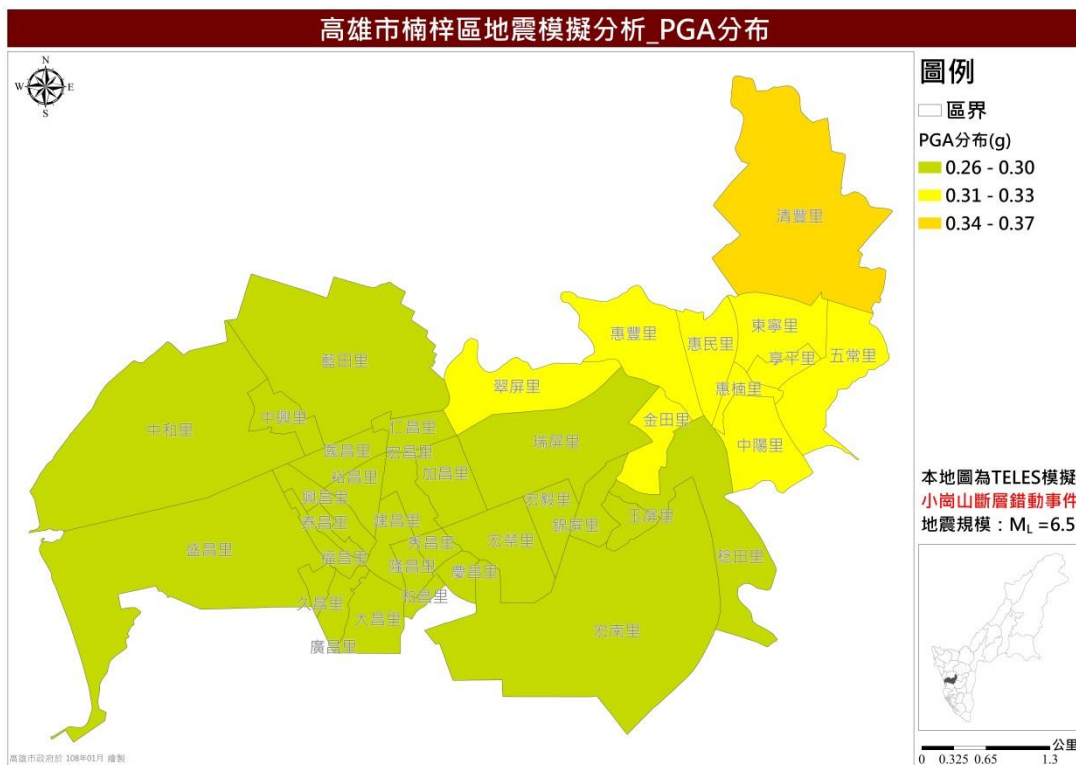 高雄市楠梓區地震模擬分析_PGA分布
N
W E
S
圖例
區界
PGA分布(g)
0.26 - 0.30
0.31 - 0.33
0.34 - 0.37
清豐里
東寧里
惠豐里
惠民里
享平里
五常里
藍田里
翠屏里
惠楠里
中興里
金田里
中和里
仁昌里
瑞屏里
中陽里
國昌里
宏昌里
裕昌里
加昌里
興昌里
宏毅里
泰昌里
建昌里
錦屏里
玉屏里
盛昌里
秀昌里
宏榮里
福昌里
隆昌里
慶昌里
稔田里
和昌里
久昌里
大昌里
宏南里
廣昌里
本地圖為TELES模擬
小崗山斷層錯動事件
地震規模：ML =6.5
公里
0 0.325 0.65 1.3
高雄市政府於 108年01月 繪製